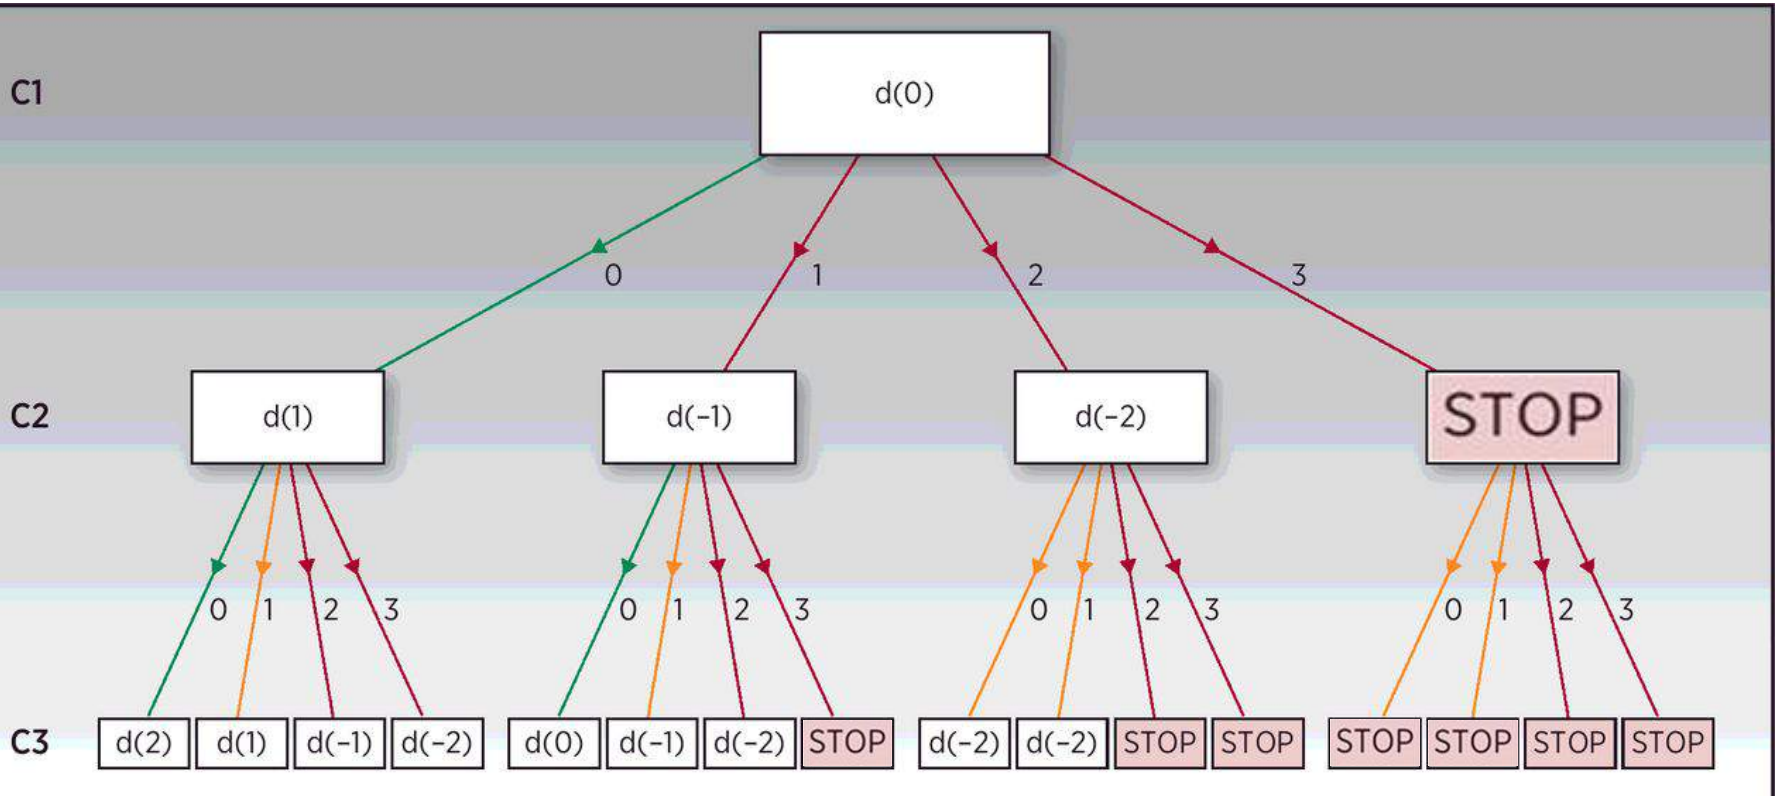 C1 d(0)
0 1 2 3
C2 d(1) d(–1) d(–2) STOP
0 1 2 3 0 1 2 3 0 1 2 3 0 1 2 3
C3 d(2) d(1) d(–1) d(–2) d(0) d(–1) d(–2) STOP d(–2) d(–2) STOP STOP STOP STOP STOP STOP